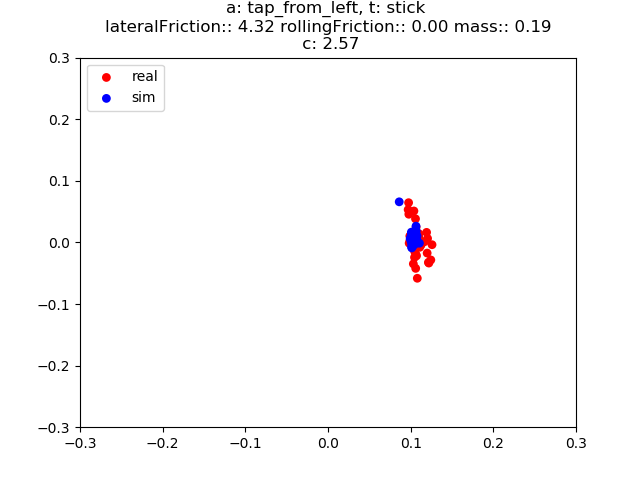 a: tap_from_left, t: stick
lateralFriction:: 4.32 rollingFriction:: 0.00 mass:: 0.19
c: 2.57
real
sim
0.3
0.2
0.1
0.0
−0.1
−0.2
−0.3
−0.3
−0.2
−0.1
0.0
0.1
0.2
0.3